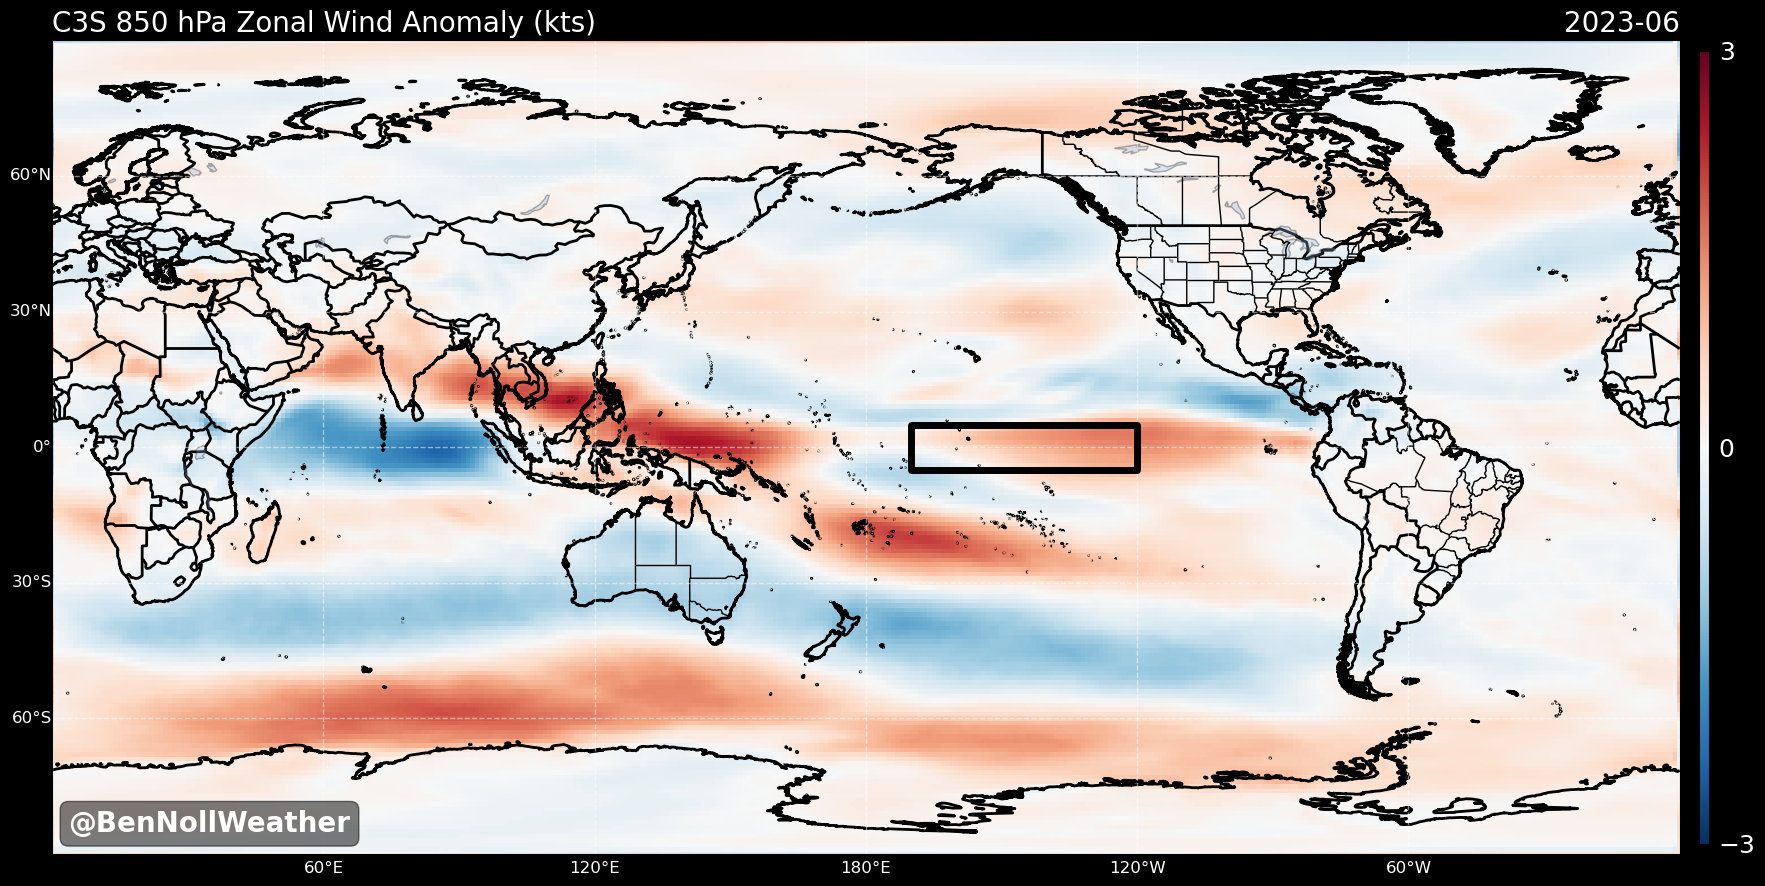 C3S 850 hPa Zonal Wind Anomaly (kts)
2023-06
3
60°N
30°N
0°
0
30°S
60°S
@BenNollWeather
−3
60°E
120°E
180°E
120°W
60°W